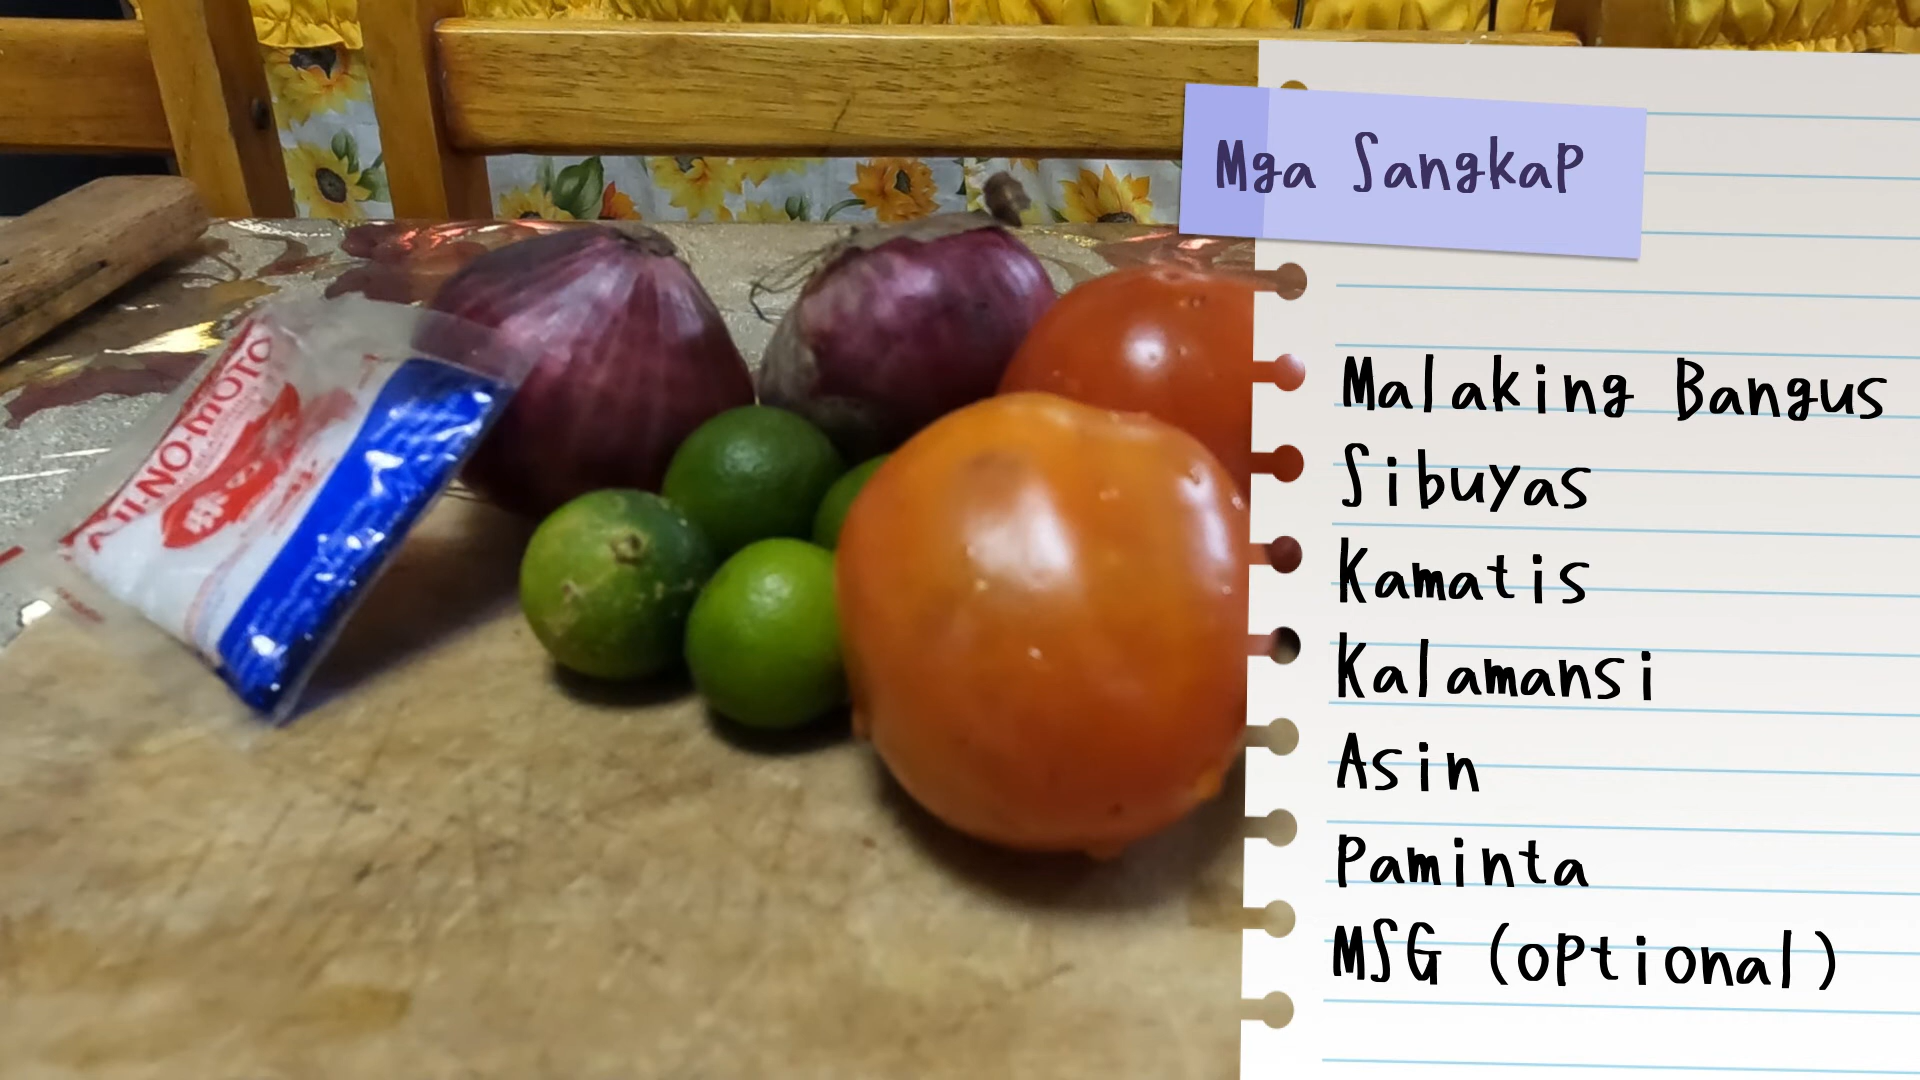 Mga Sangkap
Malaking Bangus
Sibuyas
Kamatis
Kalamansi
Asin
Paminta
MSG (optional)
AJI-NO-MOTO